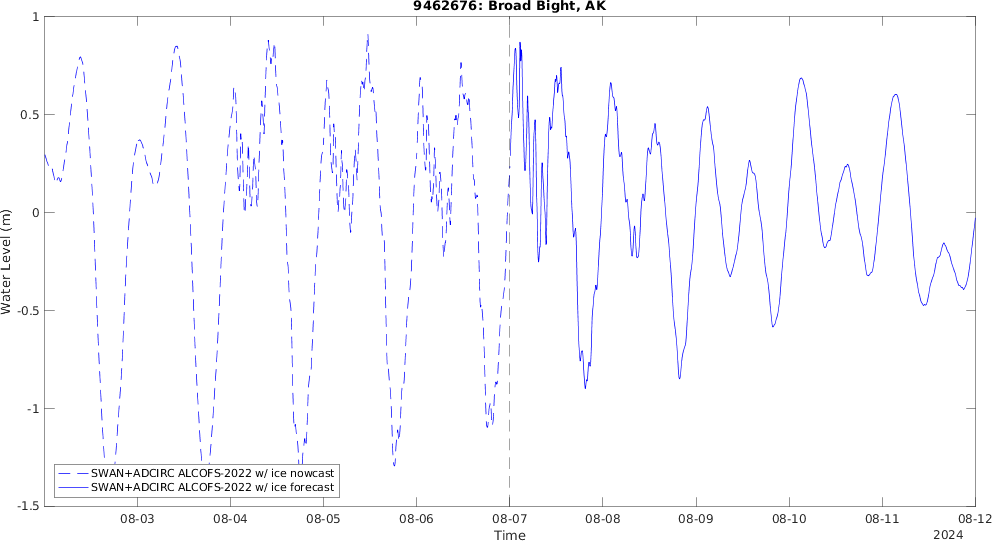 9462676: Broad Bight, AK
Water Level (m)
1
0.5
0
-0.5
-1
-1.5
SWAN+ADCIRC ALCOFS-2022 w/ ice nowcast
SWAN+ADCIRC ALCOFS-2022 w/ ice forecast
08-03 08-04 08-05 08-06 08-07 08-08 08-09 08-10 08-11 08-12
Time
2024